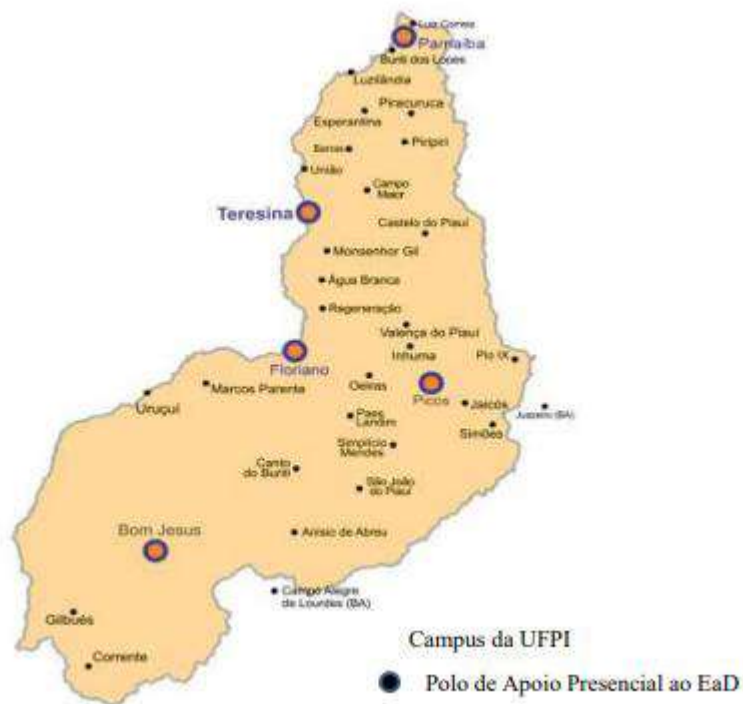 Luiz Correia
Parnaíba
Buriti dos Lopes
Luzilândia
Piracuruca
Esperantina
Piripiri
Barras
União
Campo
Maior
Teresina
Castelo do Piauí
Monsenhor Gil
Água Branca
Regeneração
Valença do Piauí
Inhuma
Pio IX
Floriano
Oeiras
Picos
Marcos Parente
Uruçuí
Jaicós
Juazeiro (BA)
Paes
Landim
Simões
Simplício
Mendes
Canto
do Buriti
São João
do Piauí
Anisio de Abreu
Bom Jesus
Campo Alegre
de Lourdes (BA)
Gilbués
Corrente
Campus da UFPI
Polo de Apoio Presencial ao EaD